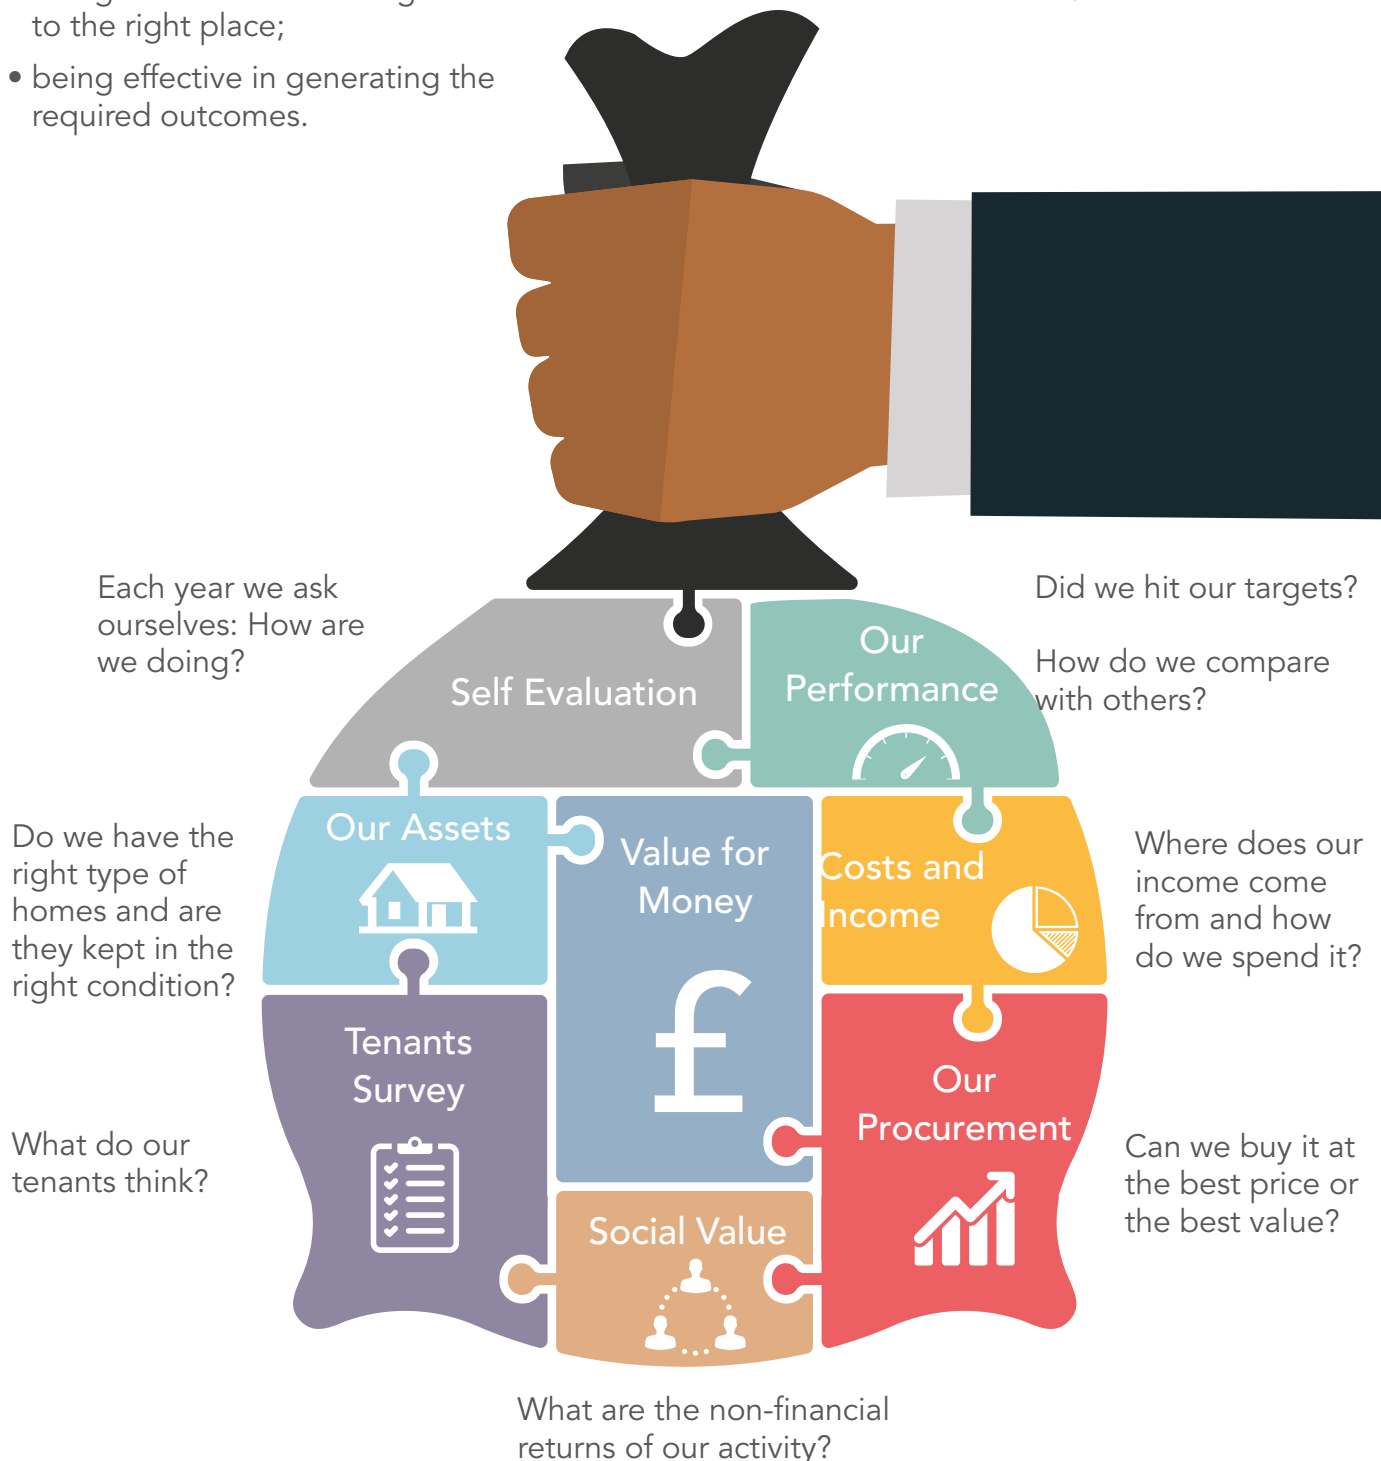 to the right place;
• being effective in generating the
required outcomes.
Each year we ask
ourselves: How are
we doing?
Self Evaluation
Our
Performance
Did we hit our targets?
How do we compare
with others?
Do we have the
right type of
homes and are
they kept in the
right condition?
Our Assets
Value for
Money
£
Costs and
Income
Where does our
income come
from and how
do we spend it?
What do our
tenants think?
Tenants
Survey
Our
Procurement
Can we buy it at
the best price or
the best value?
Social Value
What are the non-financial
returns of our activity?